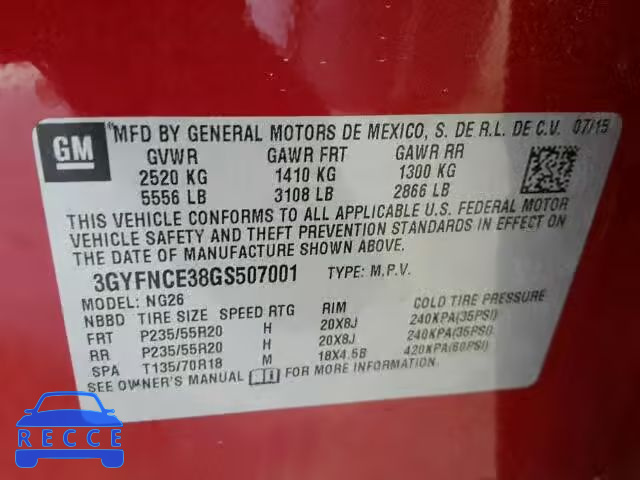 GM
MFD BY GENERAL MOTORS DE MEXICO, S. DE R.L. DE C.V. 07/15
GVWR GAWR FRT GAWR RR
2520 KG 1410 KG 1300 KG
5556 LB 3108 LB 2866 LB
THIS VEHICLE CONFORMS TO ALL APPLICABLE U.S. FEDERAL MOTOR
VEHICLE SAFETY AND THEFT PREVENTION STANDARDS IN EFFECT ON
THE DATE OF MANUFACTURE SHOWN ABOVE.
3GYFNCE38GS507001 TYPE: M.P.V.
MODEL: NG26
NBBD TIRE SIZE SPEED RTG RIM COLD TIRE PRESSURE
FRT P235/55R20 H 20X8J 240KPA(35PSI)
RR P235/55R20 H 20X8J 240KPA(35PSI)
SPA T135/70R18 M 18X4.5B 420KPA(60PSI)
SEE OWNER'S MANUAL FOR MORE INFORMATION.
RECCE